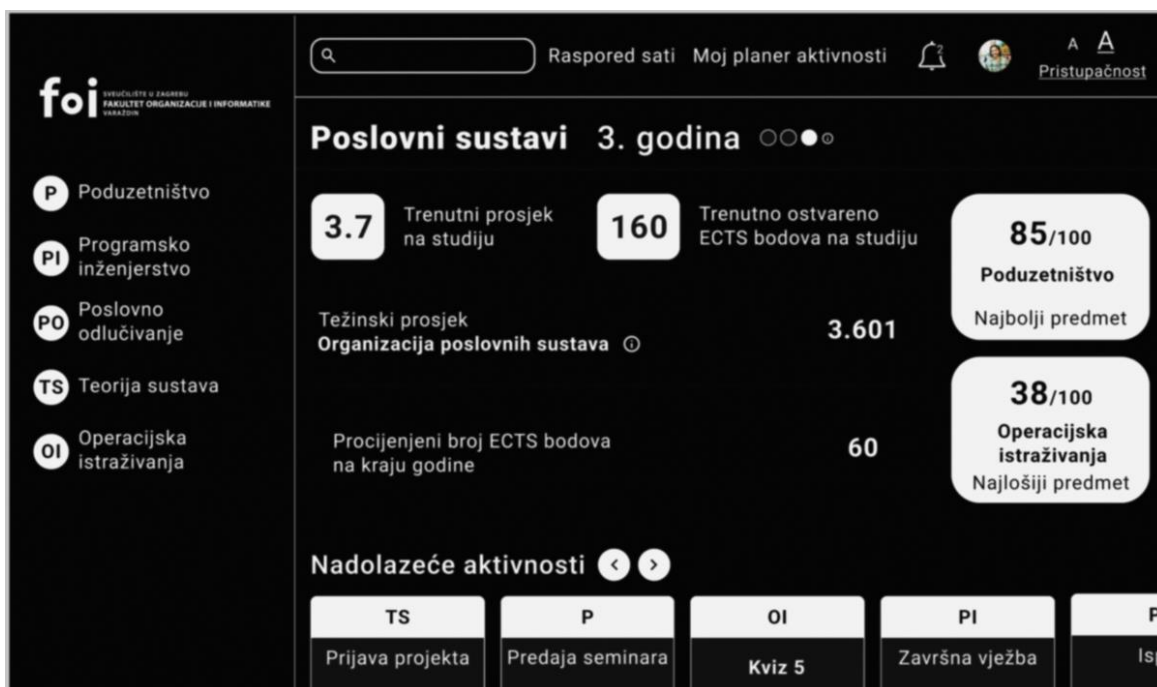 Raspored sati Moj planer aktivnosti 2 A A
Pristupačnost
foi
SVEUČILIŠTE U ZAGREBU
FAKULTET ORGANIZACIJE I INFORMATIKE
VARAŽDIN
P Poduzetništvo
PI Programsko
inženjerstvo
PO Poslovno
odlučivanje
TS Teorija sustava
OI Operacijska
istraživanja
Poslovni sustavi 3. godina
3.7 Trenutni prosjek
na studiju
160 Trenutno ostvareno
ECTS bodova na studiju
Težinski prosjek
Organizacija poslovnih sustava
3.601
Procijenjeni broj ECTS bodova
na kraju godine
60
85/100
Poduzetništvo
Najbolji predmet
38/100
Operacijska
istraživanja
Najlošiji predmet
Nadolazeće aktivnosti < >
TS
Prijava projekta
P
Predaja seminara
OI
Kviz 5
PI
Završna vježba